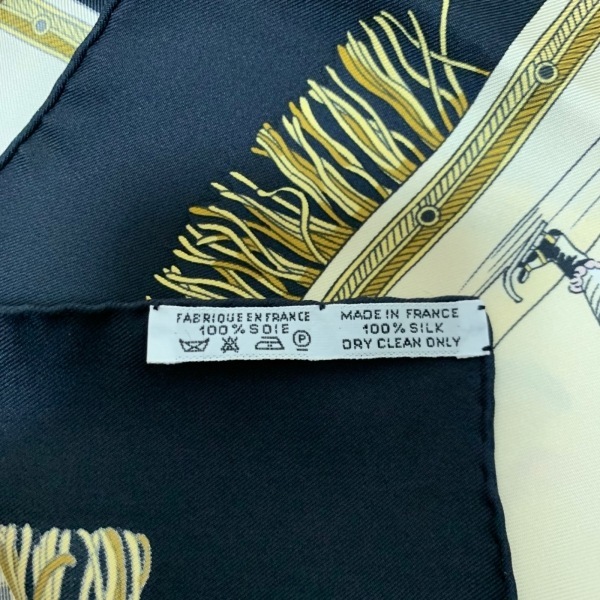 FABRIQUE EN FRANCE
100% SOIE
P
MADE IN FRANCE
100% SILK
DRY CLEAN ONLY